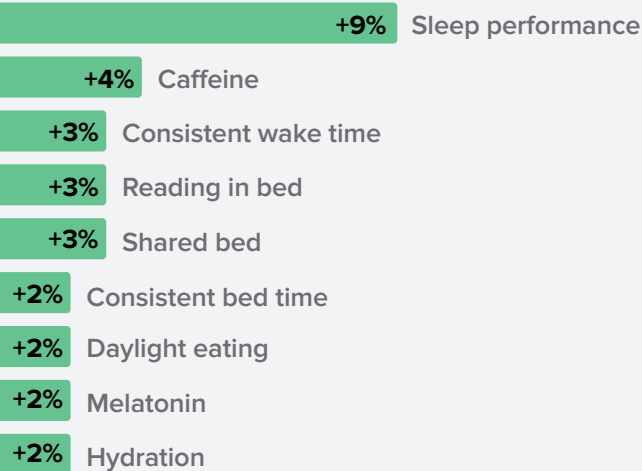 +9% Sleep performance
+4% Caffeine
+3% Consistent wake time
+3% Reading in bed
+3% Shared bed
+2% Consistent bed time
+2% Daylight eating
+2% Melatonin
+2% Hydration